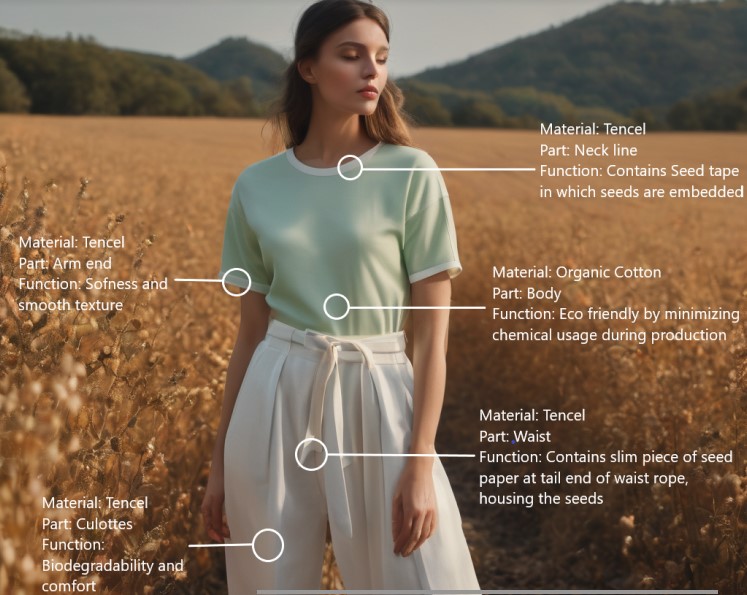 Material: Tencel
Part: Neck line
Function: Contains Seed tape
in which seeds are embedded
Material: Tencel
Part: Arm end
Function: Sofness and
smooth texture
Material: Organic Cotton
Part: Body
Function: Eco friendly by minimizing
chemical usage during production
Material: Tencel
Part: Waist
Function: Contains slim piece of seed
paper at tail end of waist rope,
housing the seeds
Material: Tencel
Part: Culottes
Function:
Biodegradability and
comfort